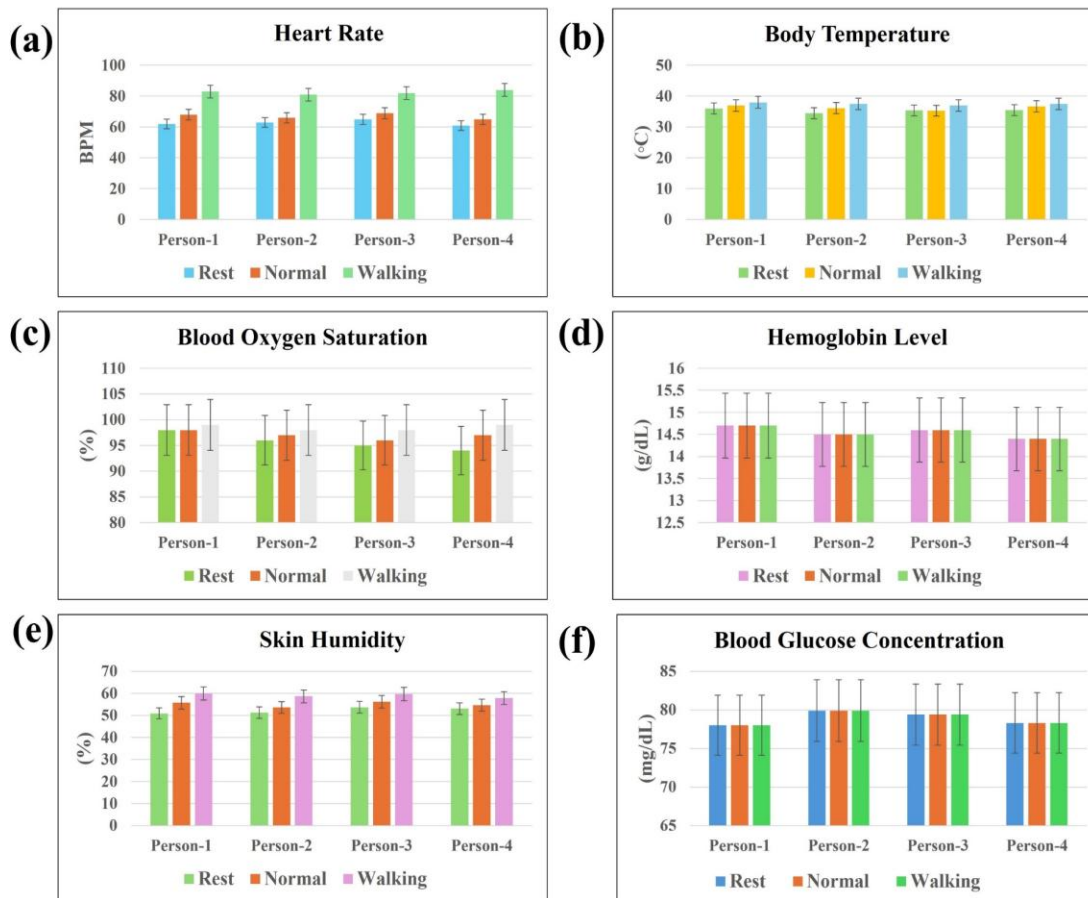 (a)
Heart Rate
BPM
100
80
60
40
20
0
Person-1 Person-2 Person-3 Person-4
Rest Normal Walking
(b)
Body Temperature
(°C)
50
40
30
20
10
0
Person-1 Person-2 Person-3 Person-4
Rest Normal Walking
(c)
Blood Oxygen Saturation
(%)
110
105
100
95
90
85
80
Person-1 Person-2 Person-3 Person-4
Rest Normal Walking
(d)
Hemoglobin Level
(g/dL)
16
15.5
15
14.5
14
13.5
13
12.5
Person-1 Person-2 Person-3 Person-4
Rest Normal Walking
(e)
Skin Humidity
(%)
70
60
50
40
30
20
10
0
Person-1 Person-2 Person-3 Person-4
Rest Normal Walking
(f)
Blood Glucose Concentration
(mg/dL)
85
80
75
70
65
Person-1 Person-2 Person-3 Person-4
Rest Normal Walking